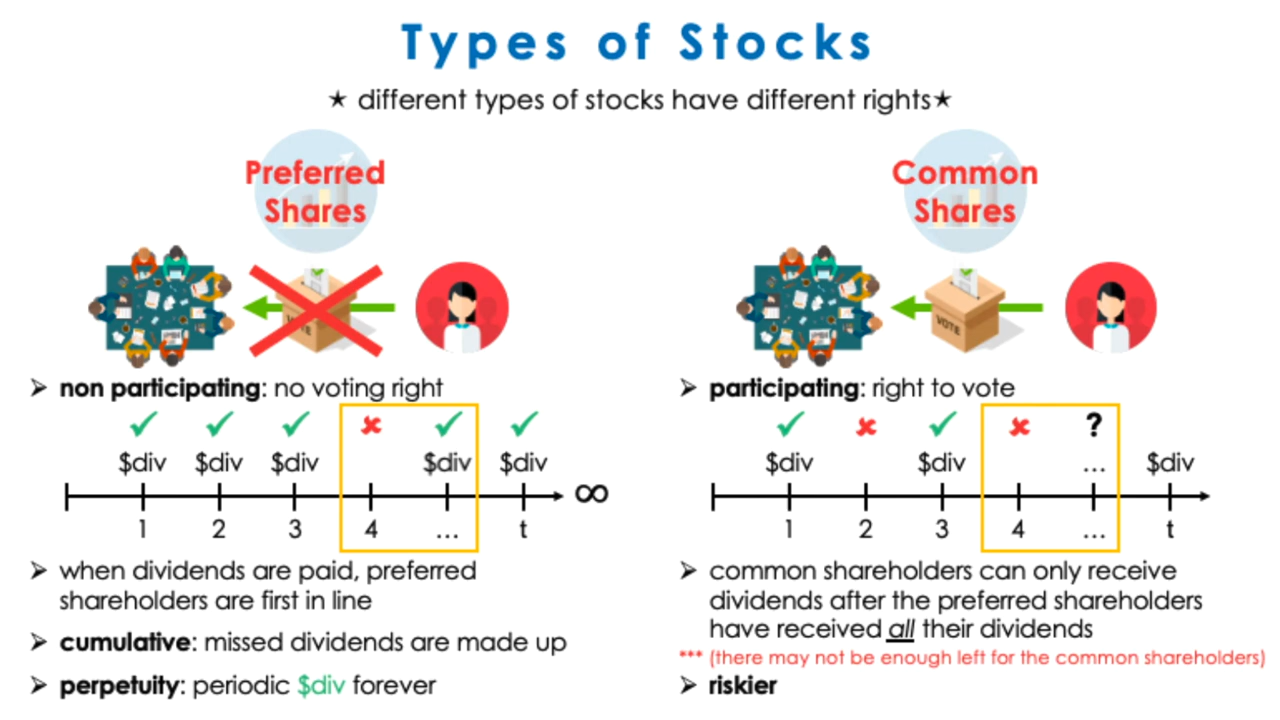 Types of Stocks
★ different types of stocks have different rights★
Preferred
Shares
VOTE
➢ non participating: no voting right
✓ ✓ ✓ ✘ ✓ ✓
$div $div $div $div $div
∞
1 2 3 4 ... t
➢ when dividends are paid, preferred
shareholders are first in line
➢ cumulative: missed dividends are made up
➢ perpetuity: periodic $div forever
Common
Shares
VOTE
➢ participating: right to vote
✓ ✘ ✓ ✘ ?
$div $div ... $div
1 2 3 4 ... t
➢ common shareholders can only receive
dividends after the preferred shareholders
have received all their dividends
*** (there may not be enough left for the common shareholders)
➢ riskier